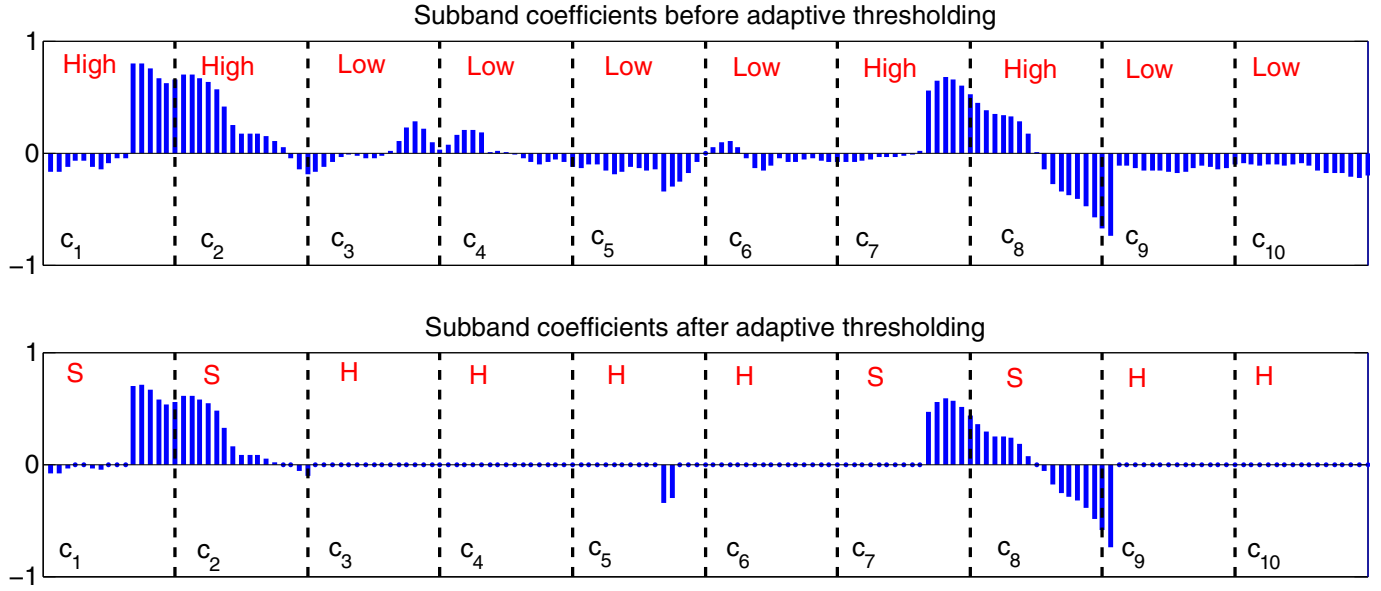 Subband coefficients before adaptive thresholding
1
High High Low Low Low Low High High Low Low
0
c1 c2 c3 c4 c5 c6 c7 c8 c9 c10
−1
Subband coefficients after adaptive thresholding
1
S S H H H H S S H H
0
c1 c2 c3 c4 c5 c6 c7 c8 c9 c10
−1